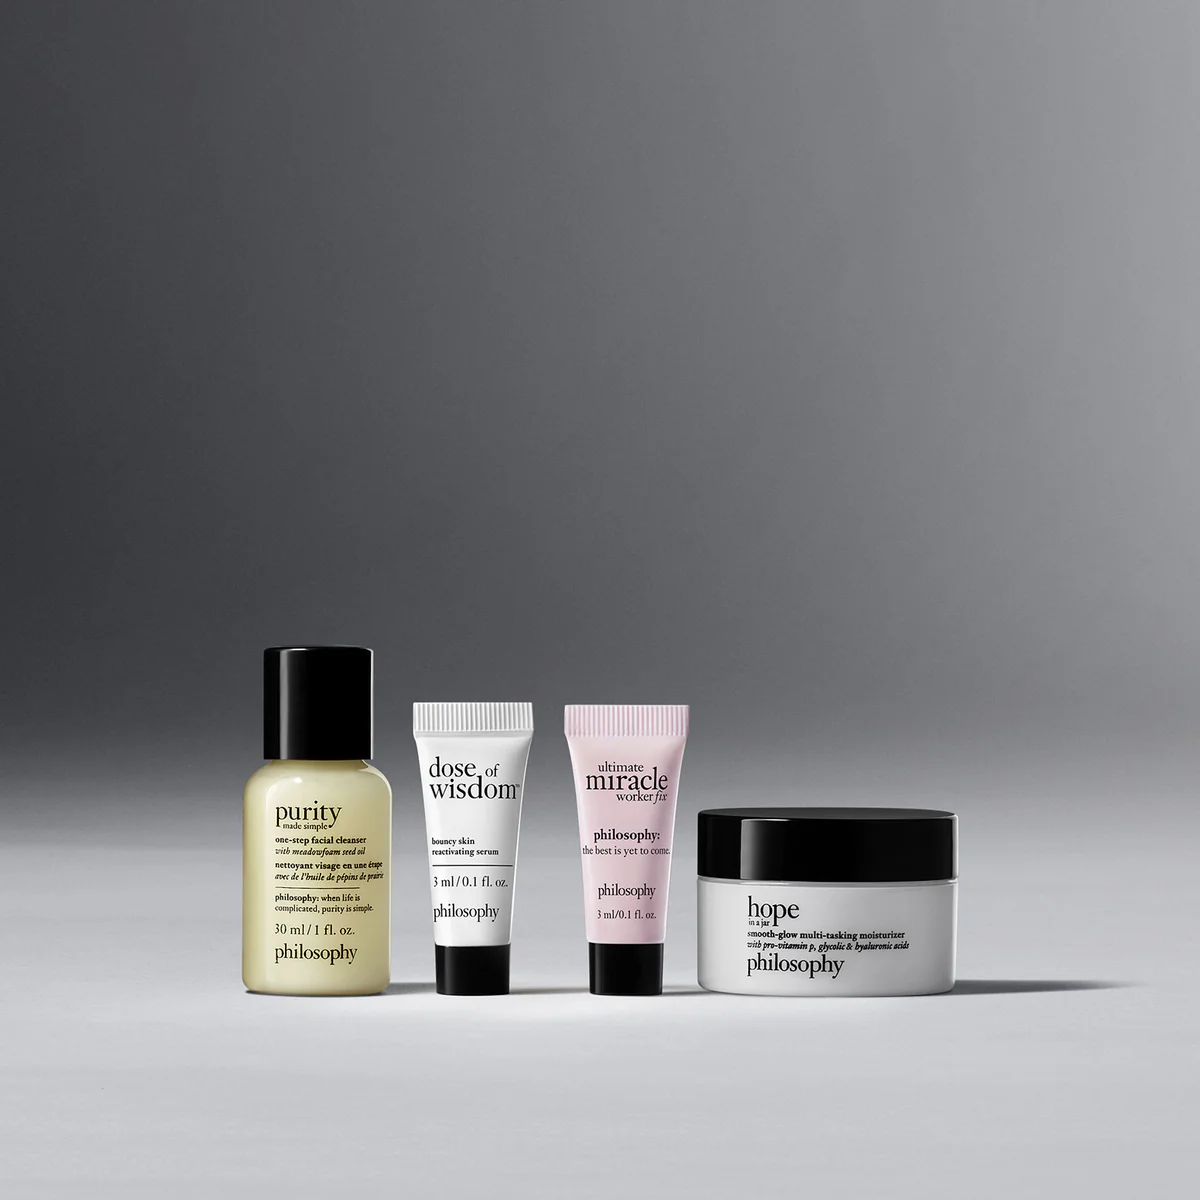 purity
made simple
one-step facial cleanser
with meadowfoam seed oil
nettoyant visage en une étape
avec de l'huile de pépins de prairie
philosophy: when life is
complicated, purity is simple.
30 ml / 1 fl. oz.
philosophy
dose of
wisdom™
bouncy skin
reactivating serum
3 ml/0.1 fl. oz.
philosophy
ultimate
miracle
worker fix
philosophy:
the best is yet to come.
philosophy
3 ml/0.1 fl. oz.
hope
in a jar
smooth-glow multi-tasking moisturizer
with pro-vitamin p, glycolic & hyaluronic acids
philosophy